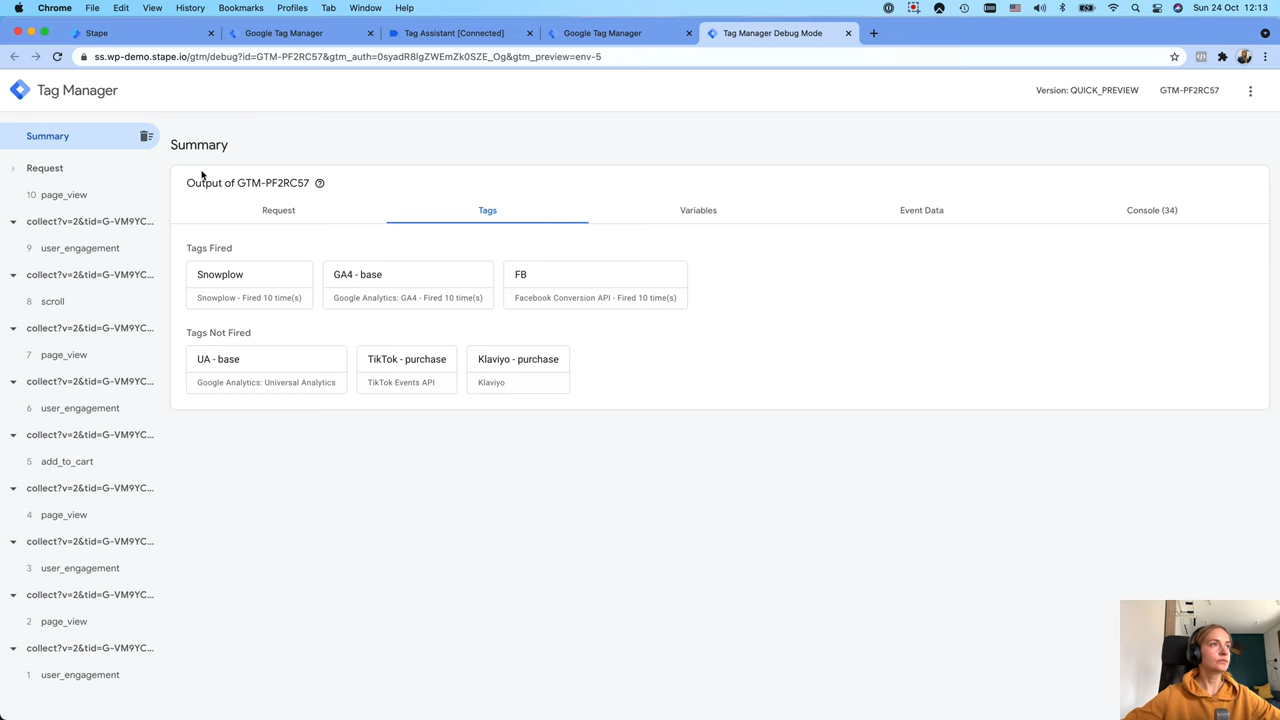 Chrome File Edit View History Bookmarks Profiles Tab Window Help Sun 24 Oct 12:13
Stape Google Tag Manager Tag Assistant [Connected] Google Tag Manager Tag Manager Debug Mode
ss.wp-demo.stape.io/gtm/debug?id=GTM-PF2RC57&gtm_auth=0syadR8lgZWEmZk0SZE_Og&gtm_preview=env-5
Tag Manager Version: QUICK_PREVIEW GTM-PF2RC57
Summary
Request
10 page_view
collect?v=2&tid=G-VM9YC...
9 user_engagement
collect?v=2&tid=G-VM9YC...
8 scroll
collect?v=2&tid=G-VM9YC...
7 page_view
collect?v=2&tid=G-VM9YC...
6 user_engagement
collect?v=2&tid=G-VM9YC...
5 add_to_cart
collect?v=2&tid=G-VM9YC...
4 page_view
collect?v=2&tid=G-VM9YC...
3 user_engagement
collect?v=2&tid=G-VM9YC...
2 page_view
collect?v=2&tid=G-VM9YC...
1 user_engagement
Summary
Output of GTM-PF2RC57
Request Tags Variables Event Data Console (34)
Tags Fired
Snowplow
Snowplow - Fired 10 time(s)
GA4 - base
Google Analytics: GA4 - Fired 10 time(s)
FB
Facebook Conversion API - Fired 10 time(s)
Tags Not Fired
UA - base
Google Analytics: Universal Analytics
TikTok - purchase
TikTok Events API
Klaviyo - purchase
Klaviyo